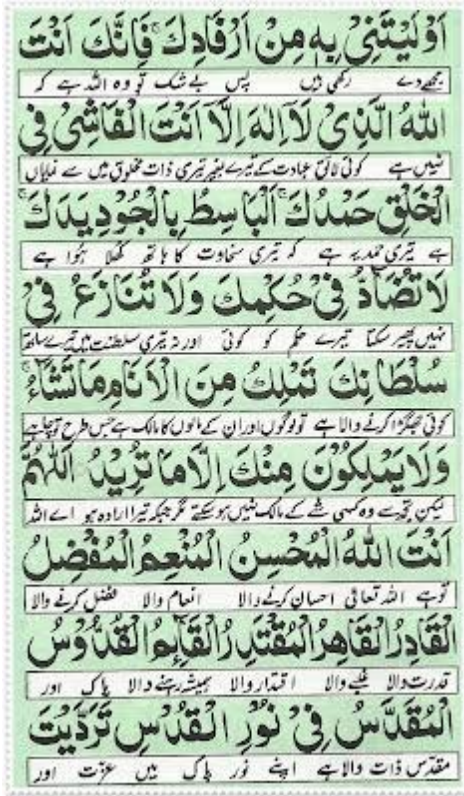 اَوْلَيْتَنِيْ بِهٖ مِنْ اَرْفَادِكَ فَاِنَّكَ اَنْتَ
مجھے دے رکھی ہیں پس بے شک تو وہ اللہ ہے کہ
اللّٰهُ الَّذِيْ لَاۤ اِلٰهَ اِلَّاۤ اَنْتَ الْفَاشِيْ فِي
نہیں ہے کوئی لائق عبادت کے تیرے بغیر تیری ذات مخلوق میں سے نمایاں
الْخَلْقِ حَمْدُكَ الْبَاسِطُ بِالْجُوْدِ يَدَكَ
ہے تیری حمد یہ ہے کہ تیری سخاوت کا ہاتھ کھلا ہوا ہے
لَا تُضَآدُّ فِيْ حُكْمِكَ وَلَا تُنَازَعُ فِيْ
نہیں پھیر سکتا تیرے حکم کو کوئی اور نہ تیری سلطنت میں تیرے ساتھ
سُلْطَانِكَ تَمْلِكُ مِنَ الْاَنَامِ مَا تَشَآءُ
کوئی جھگڑا کرنے والا ہے تو لوگوں اور ان کے مالوں کا مالک ہے جس طرح تو چاہے
وَلَا يَمْلِكُوْنَ مِنْكَ اِلَّا مَا تُرِيْدُ اَللّٰهُمَّ
لیکن تجھ سے وہ کسی شے کے مالک نہیں ہو سکتے مگر جبکہ تیرا ارادہ ہو اے اللہ
اَنْتَ اللّٰهُ الْمُحْسِنُ الْمُنْعِمُ الْمُفْضِلُ
تو ہے اللہ تعالی احسان کرنے والا انعام والا فضل کرنے والا
الْقَادِرُ الْقَاهِرُ الْمُقْتَدِرُ الْقَآئِمُ الْقُدُّوْسُ
قدرت والا غلبے والا اقتدار والا ہمیشہ رہنے والا پاک اور
الْمُقَدَّسُ فِيْ نُوْرِ الْقُدْسِ تَرَدَّيْتَ
مقدس ذات والا ہے اپنے نور پاک میں عزت اور